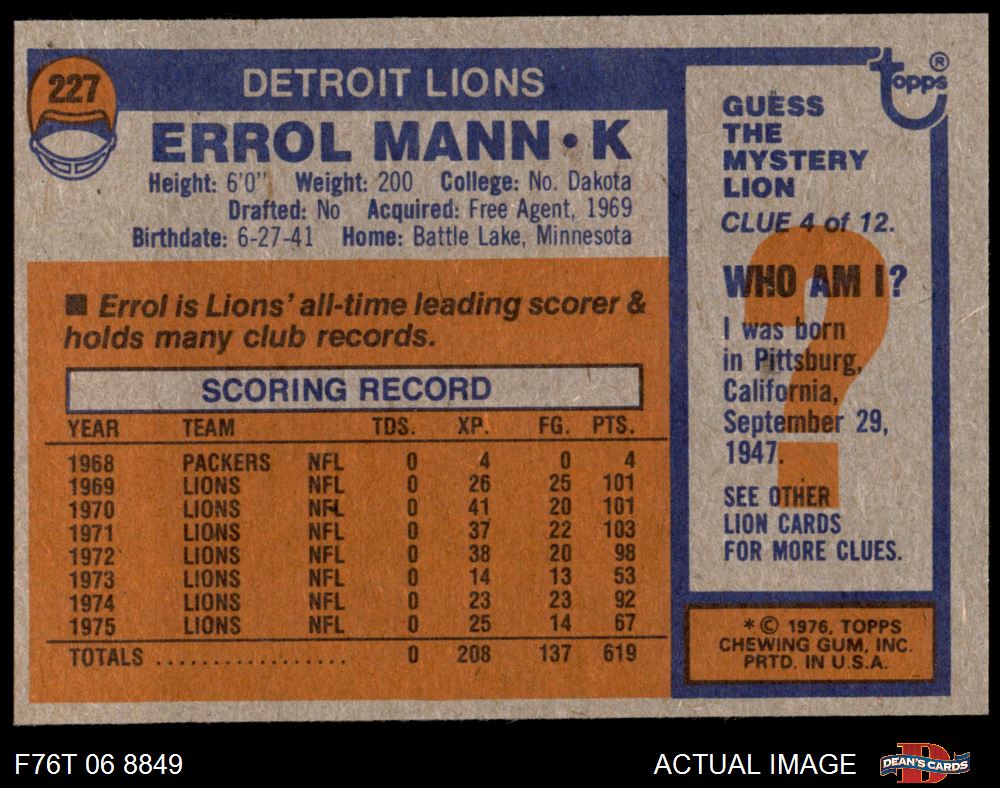 227
DETROIT LIONS
ERROL MANN • K
Height: 6'0" Weight: 200 College: No. Dakota
Drafted: No Acquired: Free Agent, 1969
Birthdate: 6-27-41 Home: Battle Lake, Minnesota
■ Errol is Lions' all-time leading scorer &
holds many club records.
SCORING RECORD
YEAR TEAM TDS. XP. FG. PTS.
1968 PACKERS NFL 0 4 0 4
1969 LIONS NFL 0 26 25 101
1970 LIONS NFL 0 41 20 101
1971 LIONS NFL 0 37 22 103
1972 LIONS NFL 0 38 20 98
1973 LIONS NFL 0 14 13 53
1974 LIONS NFL 0 23 23 92
1975 LIONS NFL 0 25 14 67
TOTALS .................. 0 208 137 619
topps ®
GUESS
THE
MYSTERY
LION
CLUE 4 of 12.
WHO AM I?
I was born
in Pittsburg,
California,
September 29,
1947.
SEE OTHER
LION CARDS
FOR MORE CLUES.
* © 1976, TOPPS
CHEWING GUM, INC.
PRTD. IN U.S.A.
F76T 06 8849
ACTUAL IMAGE
D
DEAN'S CARDS